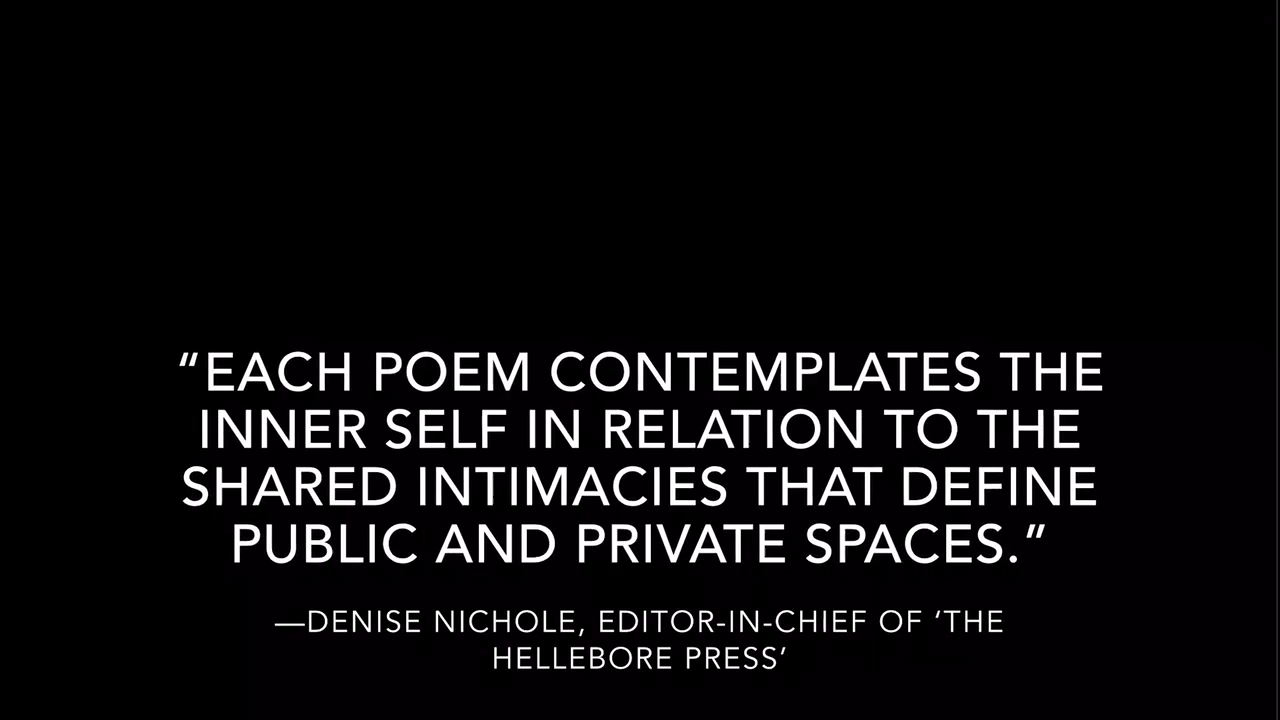 “EACH POEM CONTEMPLATES THE
INNER SELF IN RELATION TO THE
SHARED INTIMACIES THAT DEFINE
PUBLIC AND PRIVATE SPACES.”
—DENISE NICHOLE, EDITOR-IN-CHIEF OF ‘THE
HELLEBORE PRESS’